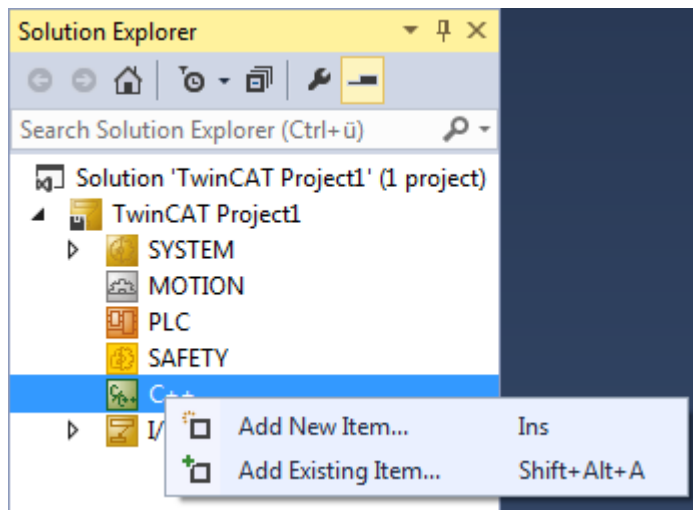 Solution Explorer
Search Solution Explorer (Ctrl+ü)
Solution 'TwinCAT Project1' (1 project)
TwinCAT Project1
SYSTEM
MOTION
PLC
SAFETY
C++
I/
Add New Item... Ins
Add Existing Item... Shift+Alt+A